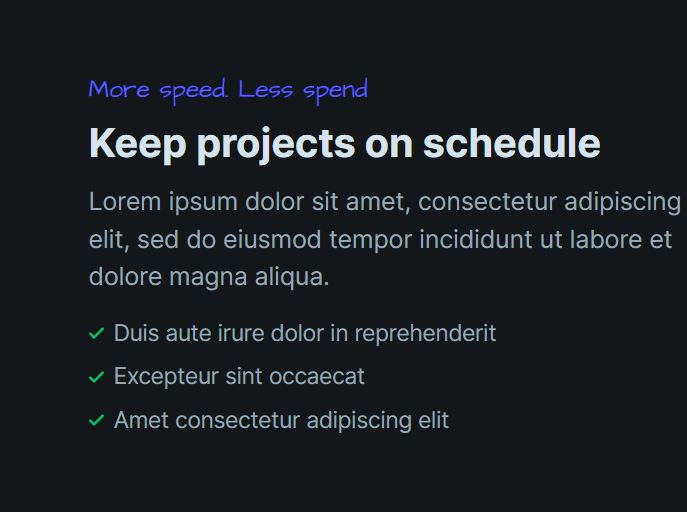 More speed. Less spend
Keep projects on schedule
Lorem ipsum dolor sit amet, consectetur adipiscing
elit, sed do eiusmod tempor incididunt ut labore et
dolore magna aliqua.
Duis aute irure dolor in reprehenderit
Excepteur sint occaecat
Amet consectetur adipiscing elit